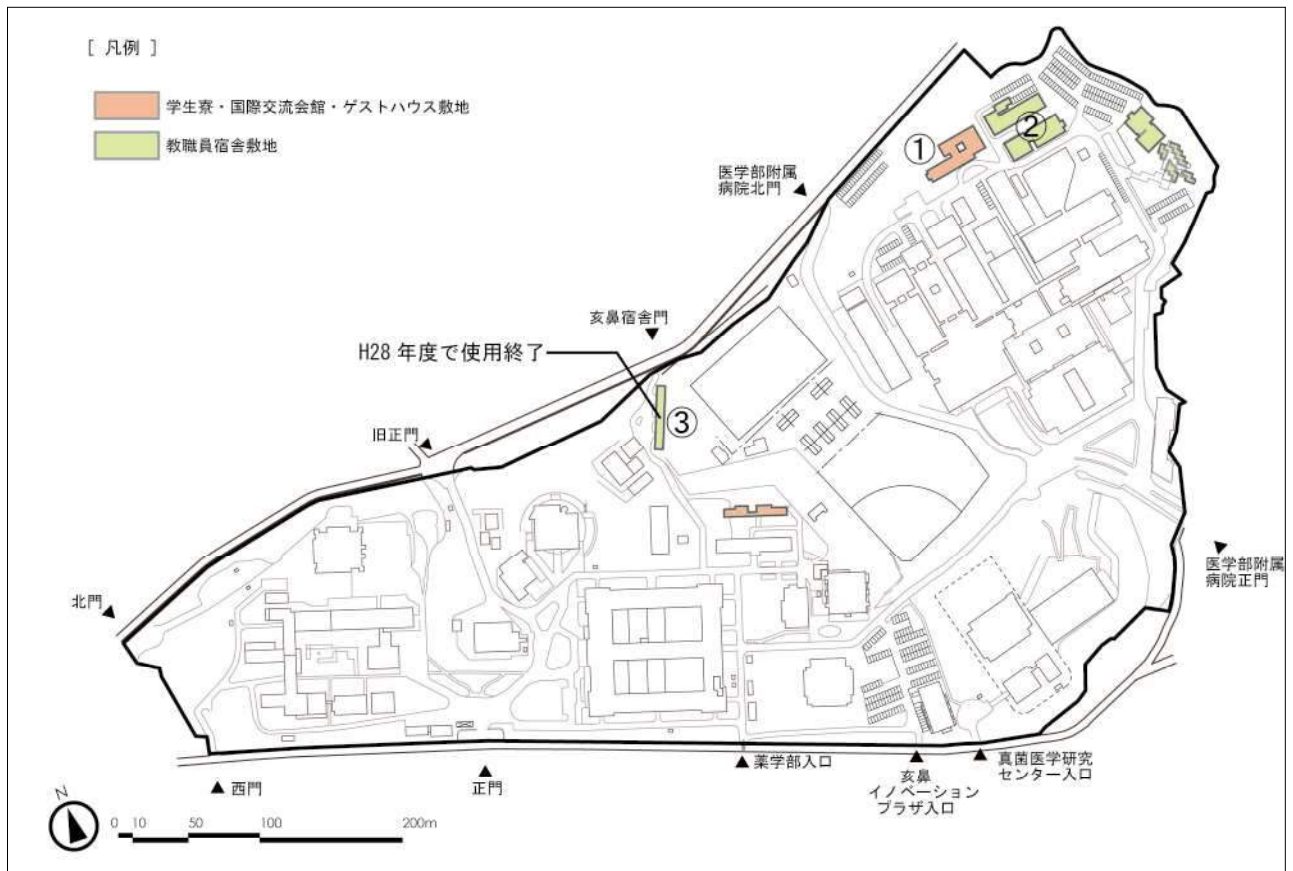 [ 凡例 ]
学生寮・国際交流会館・ゲストハウス敷地
教職員宿舎敷地
①
②
医学部附属
病院北門
亥鼻宿舎門
H28 年度で使用終了
③
旧正門
医学部附属
病院正門
北門
西門
正門
薬学部入口
亥鼻
イノベーション
プラザ入口
真菌医学研究
センター入口
N
0 10 50 100 200m